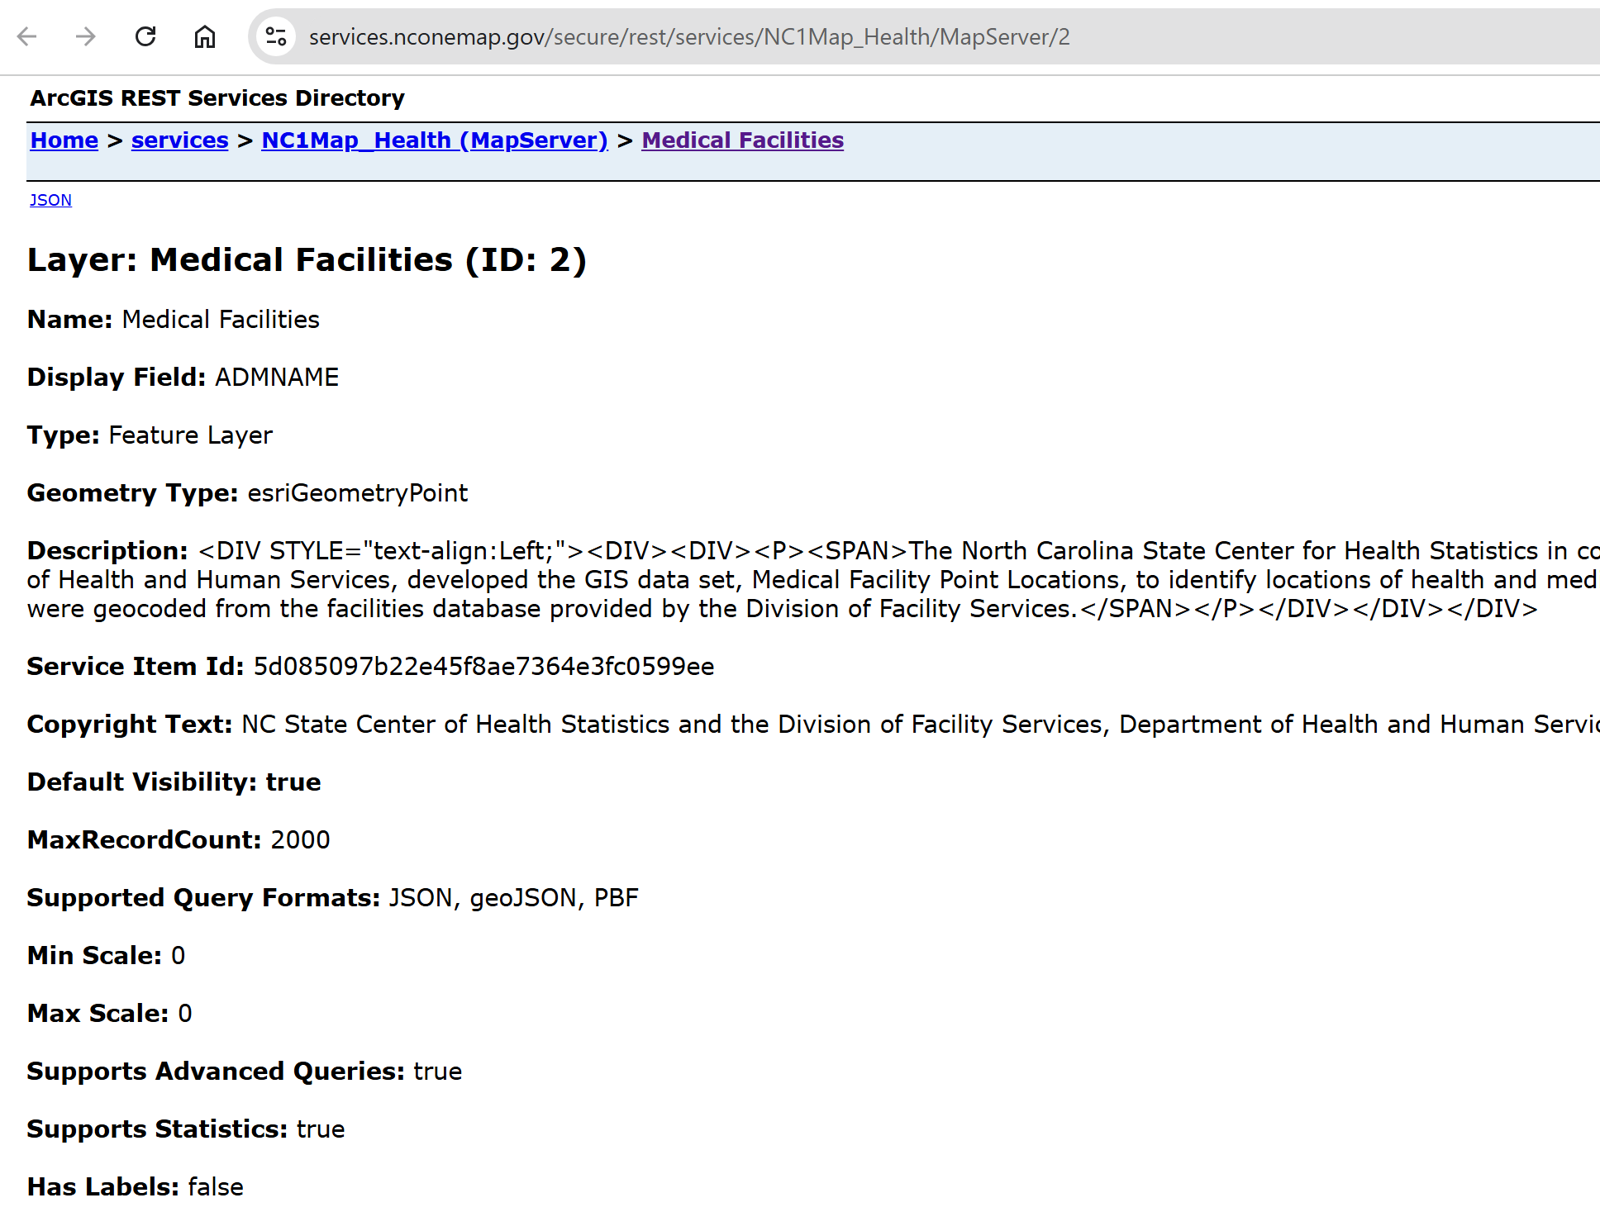 services.nconemap.gov/secure/rest/services/NC1Map_Health/MapServer/2
ArcGIS REST Services Directory
Home > services > NC1Map_Health (MapServer) > Medical Facilities
JSON
Layer: Medical Facilities (ID: 2)
Name: Medical Facilities
Display Field: ADMNAME
Type: Feature Layer
Geometry Type: esriGeometryPoint
Description: <DIV STYLE="text-align:Left;"><DIV><DIV><P><SPAN>The North Carolina State Center for Health Statistics in co
of Health and Human Services, developed the GIS data set, Medical Facility Point Locations, to identify locations of health and med
were geocoded from the facilities database provided by the Division of Facility Services.</SPAN></P></DIV></DIV></DIV>
Service Item Id: 5d085097b22e45f8ae7364e3fc0599ee
Copyright Text: NC State Center of Health Statistics and the Division of Facility Services, Department of Health and Human Servic
Default Visibility: true
MaxRecordCount: 2000
Supported Query Formats: JSON, geoJSON, PBF
Min Scale: 0
Max Scale: 0
Supports Advanced Queries: true
Supports Statistics: true
Has Labels: false